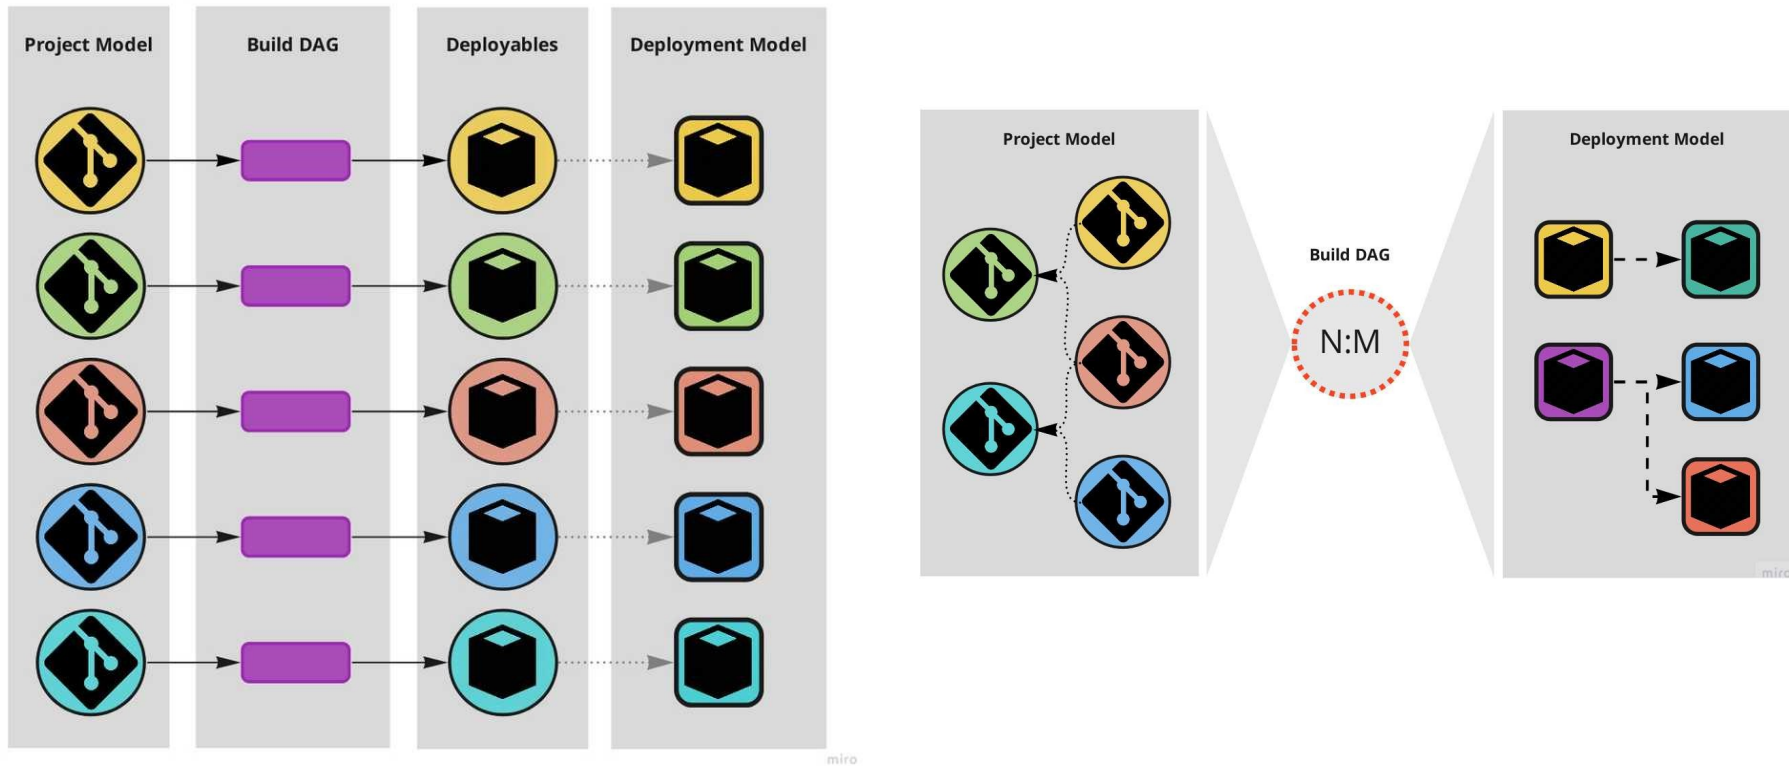 Project Model
Build DAG
Deployables
Deployment Model
miro
Project Model
Build DAG
N:M
Deployment Model
miro